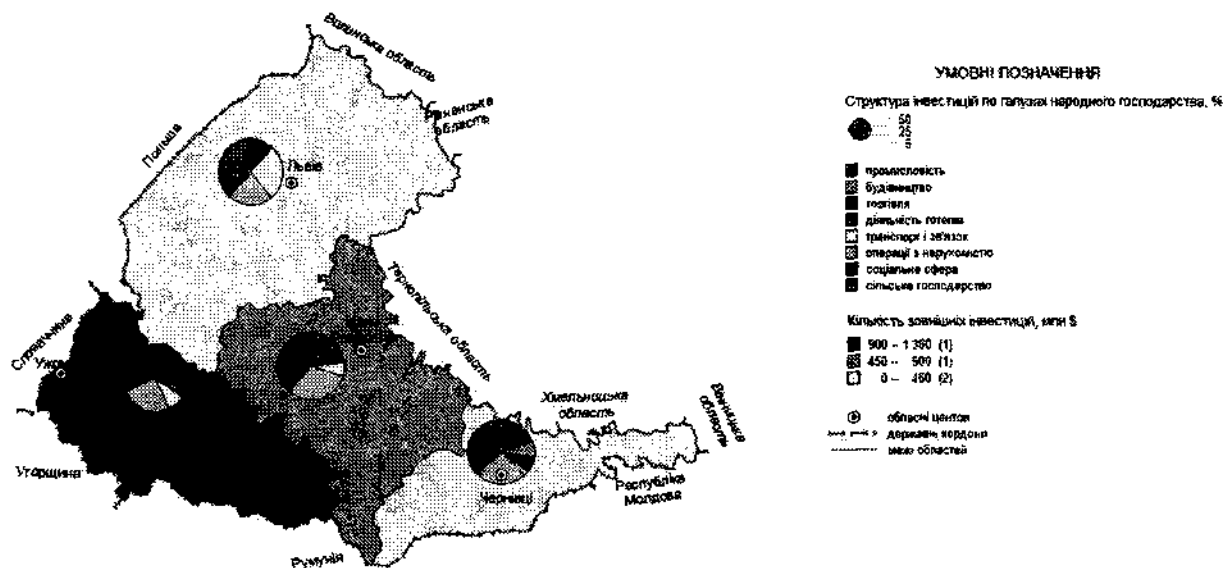 Волинська область
Рівненська область
Польща
Львів
Тернопільська область
Словаччина
Ужго
Хмельницька область
Вінницька область
Угорщина
Чернівці
Республіка Молдова
Румунія
УМОВНІ ПОЗНАЧЕННЯ
Структура інвестицій по галузях народного господарства, %
50
25
5
промисловість
будівництво
торгівля
діяльність готелів
транспорт і зв'язок
операції з нерухомістю
соціальна сфера
сільське господарство
Кількість зовнішніх інвестицій, млн $
900 – 1 360 (1)
450 – 900 (1)
0 – 450 (2)
обласні центри
державні кордони
межі областей